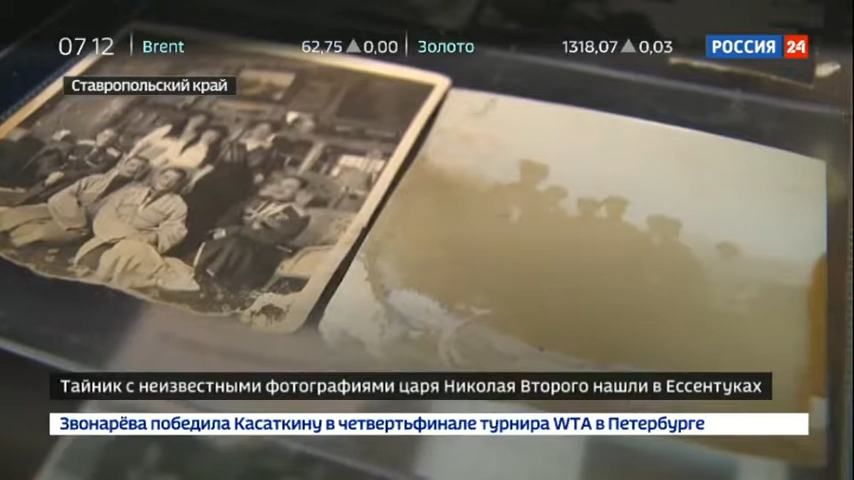 07:12 Brent 62,75▲0,00 Золото 1318,07▲0,03 РОССИЯ 24
Ставропольский край
Тайник с неизвестными фотографиями царя Николая Второго нашли в Ессентуках
Звонарёва победила Касаткину в четвертьфинале турнира WTA в Петербурге